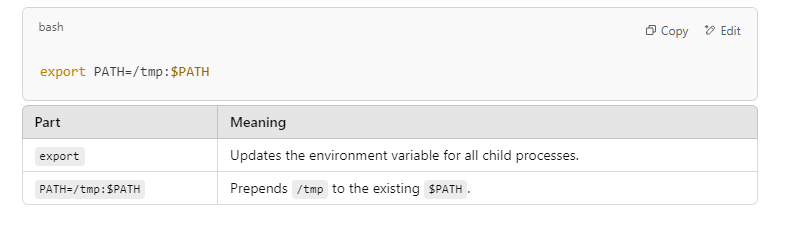 bash
Copy Edit
export PATH=/tmp:$PATH
Part Meaning
export Updates the environment variable for all child processes.
PATH=/tmp:$PATH Prepends /tmp to the existing $PATH.